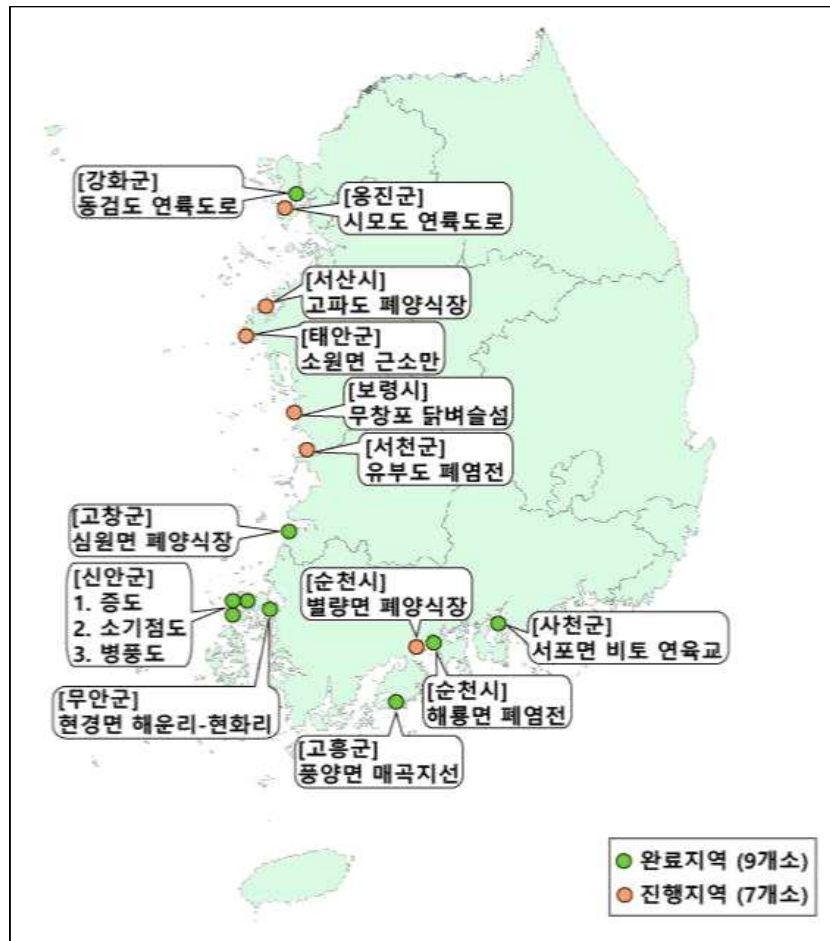 [강화군]
동검도 연륙도로
[옹진군]
시모도 연륙도로
[서산시]
고파도 폐양식장
[태안군]
소원면 근소만
[보령시]
무창포 닭벼슬섬
[서천군]
유부도 폐염전
[고창군]
심원면 폐양식장
[신안군]
1. 증도
2. 소기점도
3. 병풍도
[순천시]
별량면 폐양식장
[사천군]
서포면 비토 연육교
[무안군]
현경면 해운리-현화리
[순천시]
해룡면 폐염전
[고흥군]
풍양면 매곡지선
완료지역 (9개소)
진행지역 (7개소)